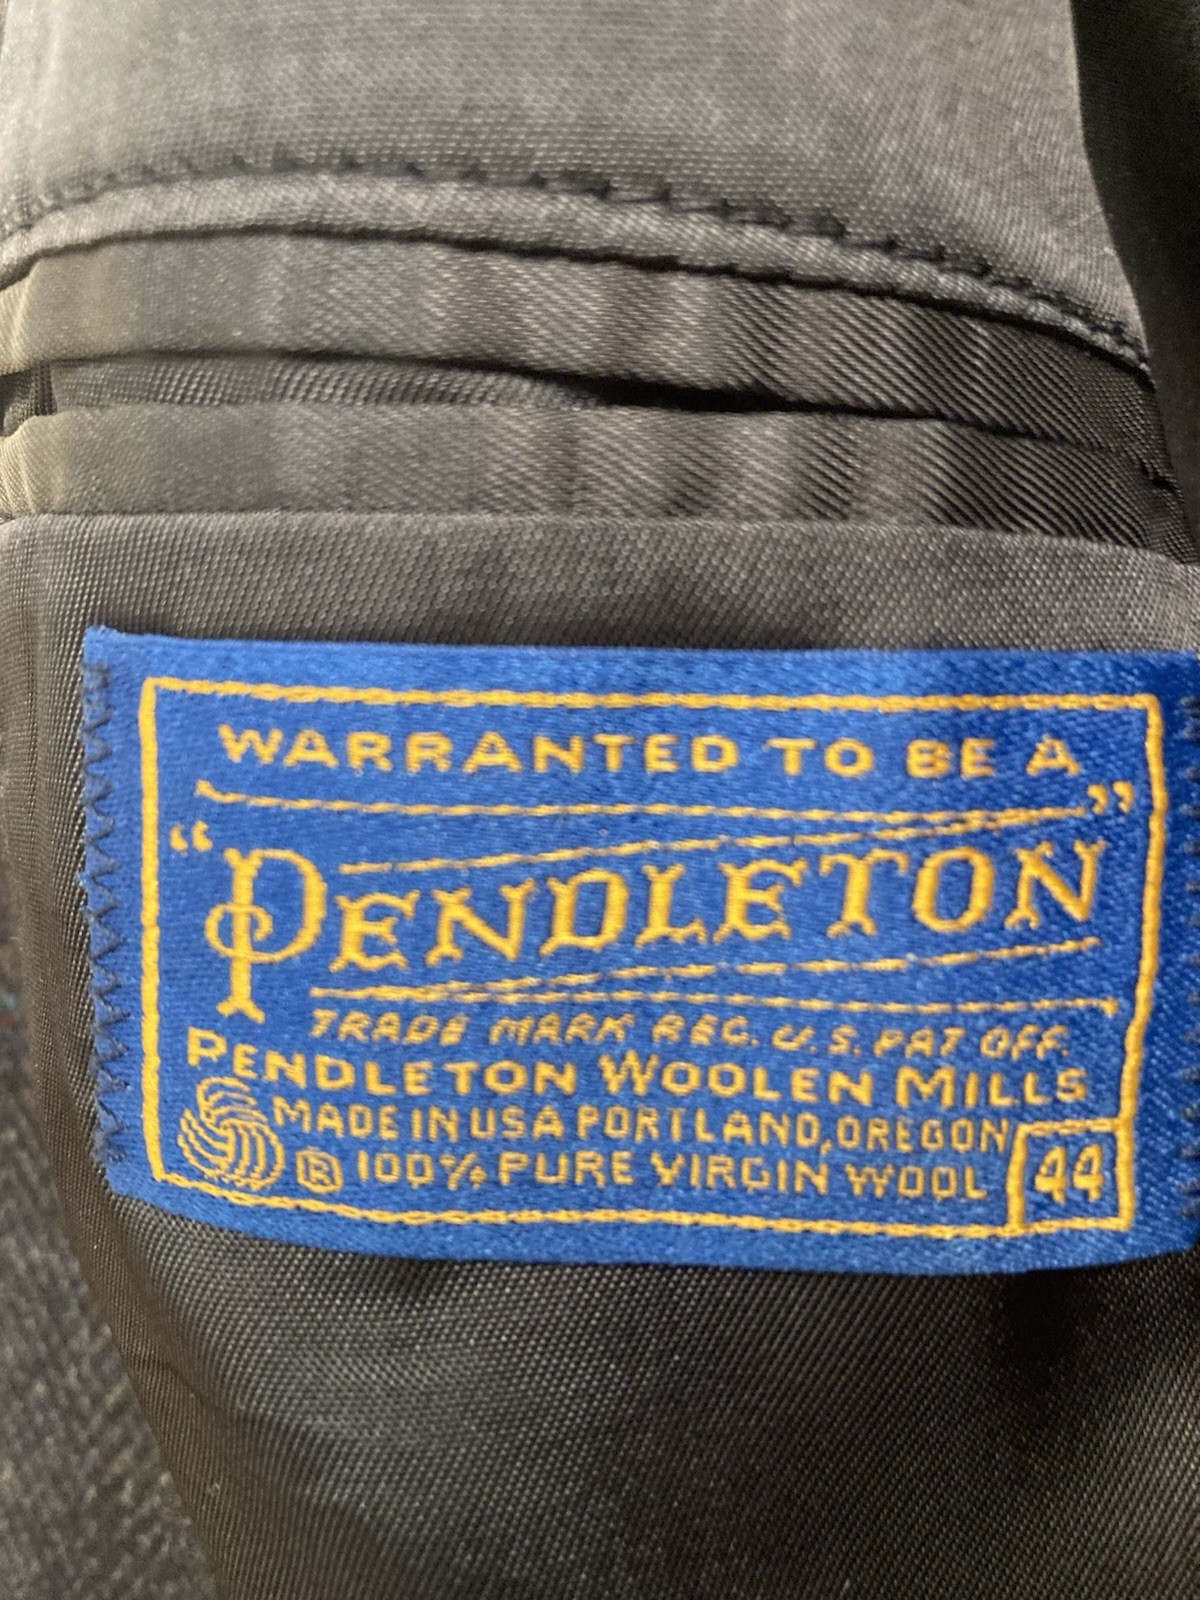 WARRANTED TO BE A
"PENDLETON"
TRADE MARK REG. U.S. PAT OFF.
PENDLETON WOOLEN MILLS
MADE IN USA PORTLAND, OREGON
® 100% PURE VIRGIN WOOL 44